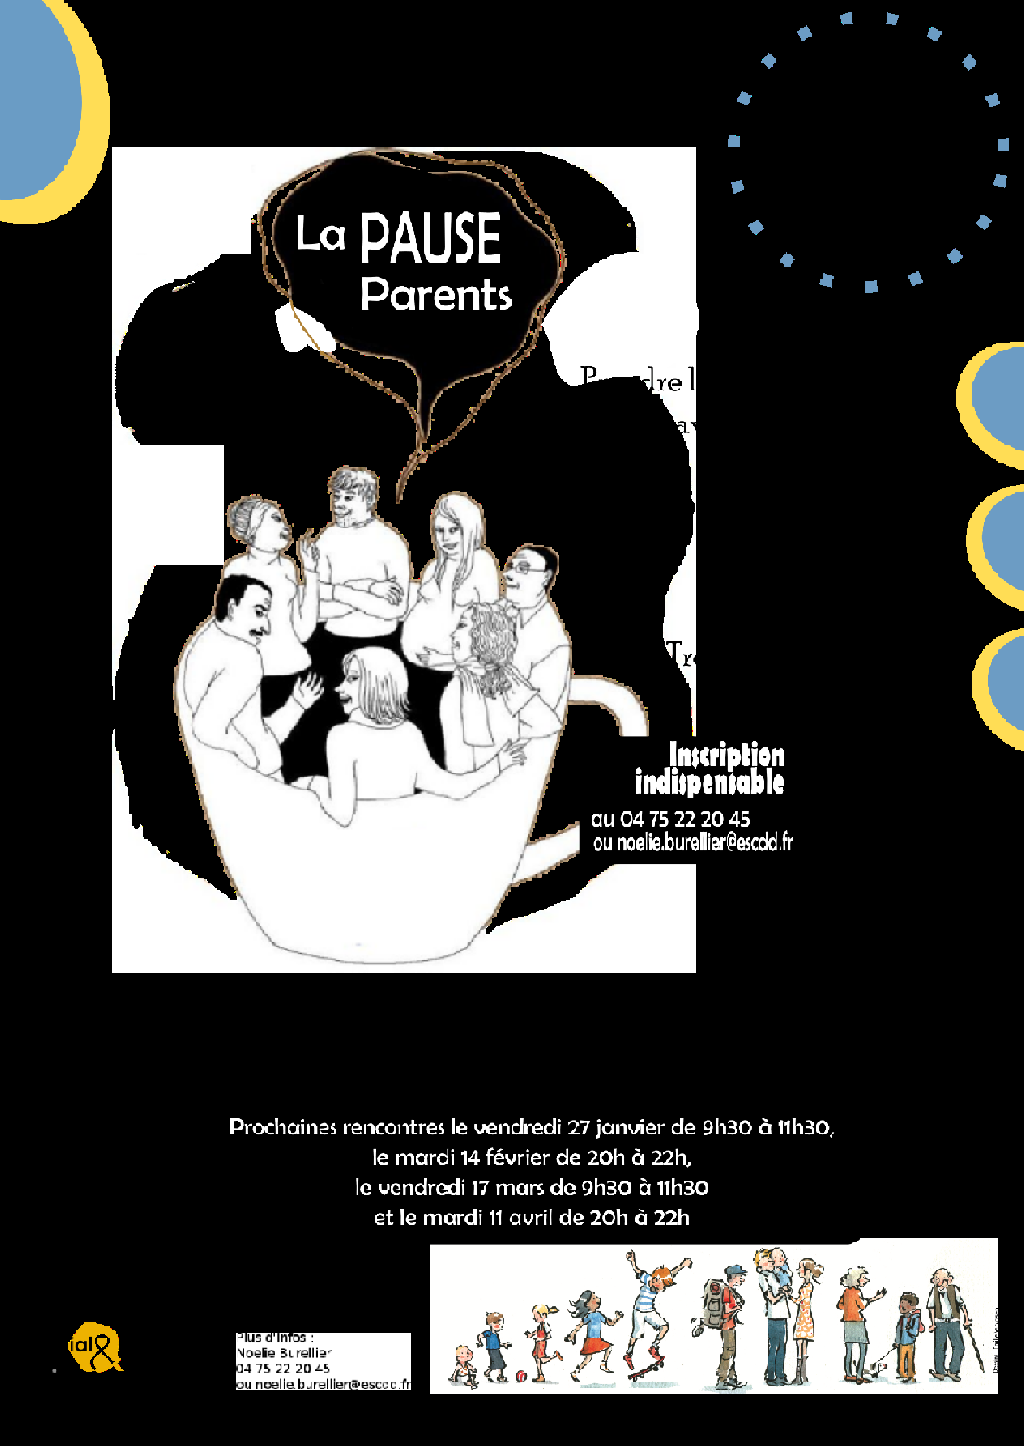 La PAUSE
Parents
Inscription
indispensable
au 04 75 22 20 45
ou noelie.burellier@escdd.fr
Prochaines rencontres le vendredi 27 janvier de 9h30 à 11h30,
le mardi 14 février de 20h à 22h,
le vendredi 17 mars de 9h30 à 11h30
et le mardi 11 avril de 20h à 22h
Plus d'infos :
Noelie Burellier
04 75 22 20 45
ou noelie.burellier@escdd.fr